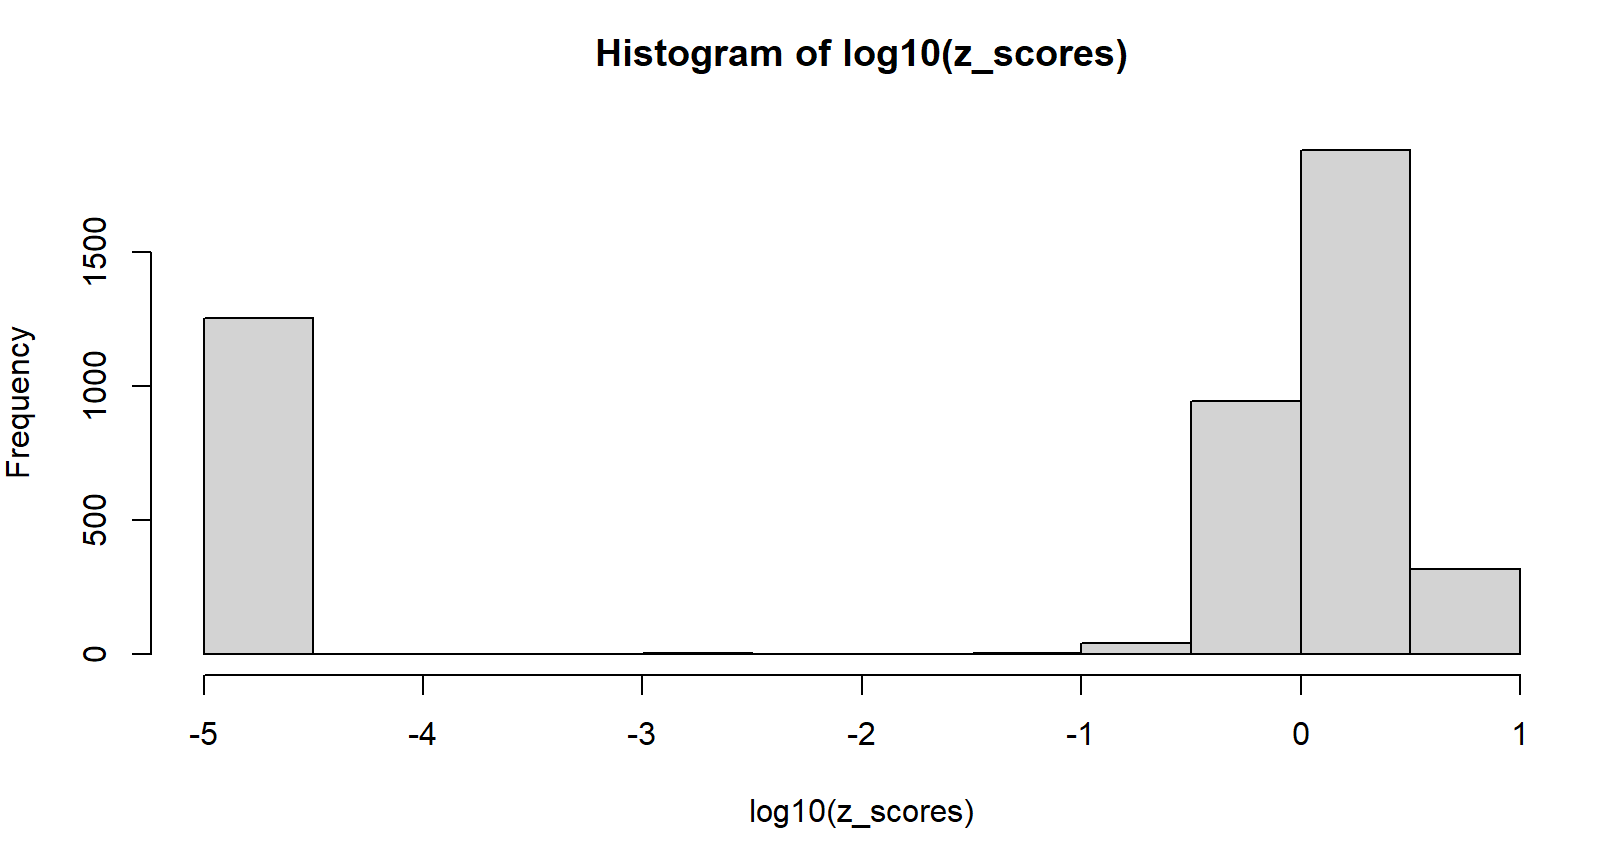 Histogram of log10(z_scores)
Frequency
1500
1000
500
0
-5 -4 -3 -2 -1 0 1
log10(z_scores)